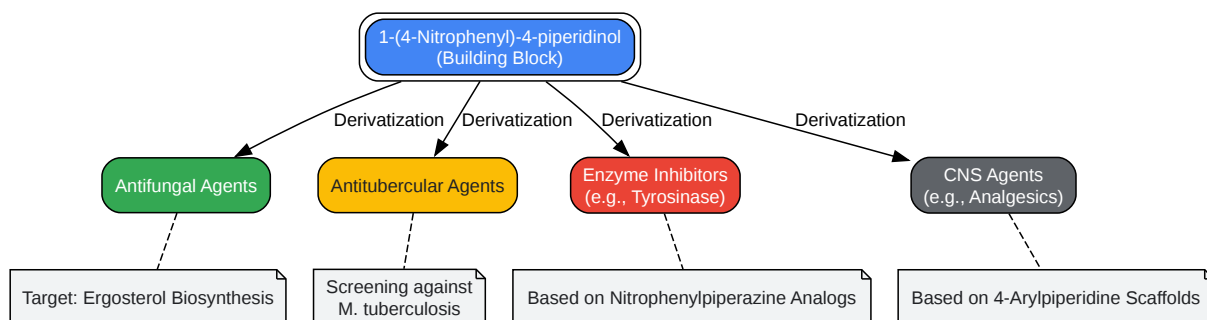 1-(4-Nitrophenyl)-4-piperidinol
(Building Block)
Derivatization
Derivatization
Derivatization
Derivatization
Antifungal Agents
Antitubercular Agents
Enzyme Inhibitors
(e.g., Tyrosinase)
CNS Agents
(e.g., Analgesics)
Target: Ergosterol Biosynthesis
Screening against
M. tuberculosis
Based on Nitrophenylpiperazine Analogs
Based on 4-Arylpiperidine Scaffolds